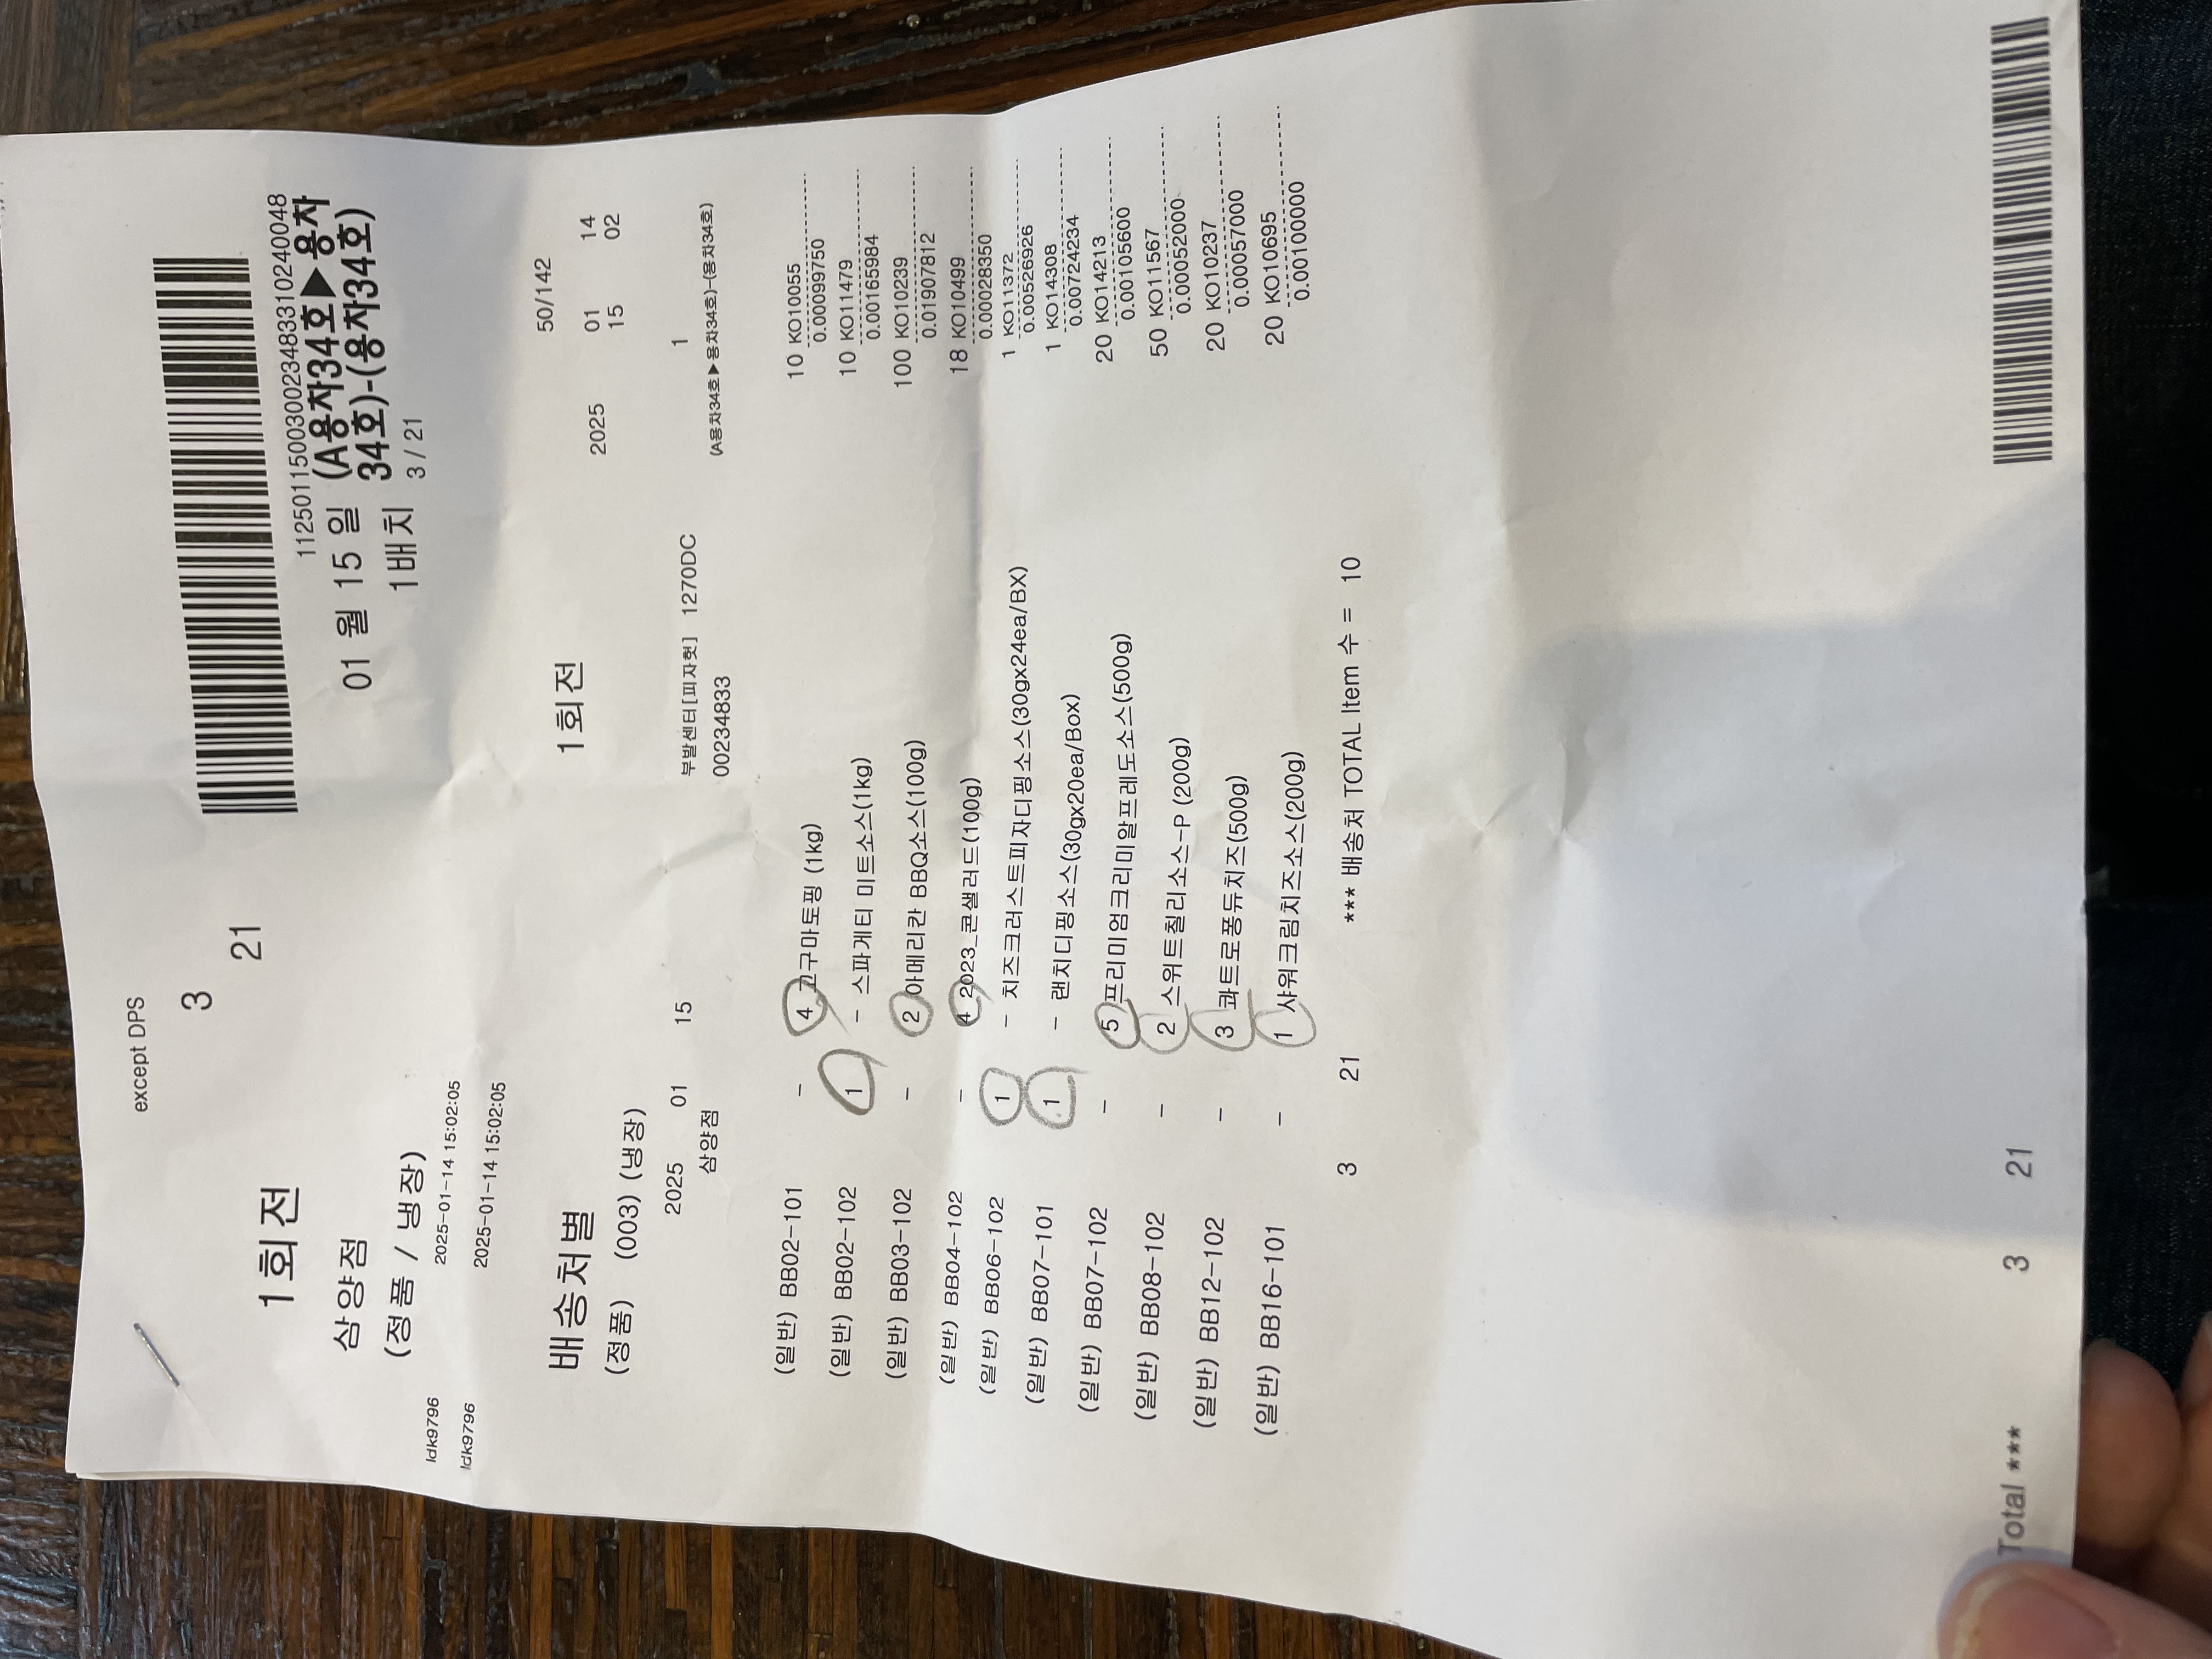 except DPS
3 21
1회전
112501150030023483310240048
삼양점
01 월 15 일 (A용차34호▶용차
(정품 / 냉장)
34호)-(용차34호)
1배치 3 / 21
ldk9796 2025-01-14 15:02:05
ldk9796 2025-01-14 15:02:05
50/142
배송처별 1회전
(정품) (003) (냉장)
2025 01 14
15 02
2025 01 15 부발센터[피자헛] 1270DC 1
삼양점 00234833 (A용차34호▶용차34호)-(용차34호)
(일반) BB02-101 - 4 고구마토핑 (1kg) 10 KO10055
0.00099750
(일반) BB02-102 1 - 스파게티 미트소스(1kg) 10 KO11479
0.00165984
(일반) BB03-102 - 2 아메리칸 BBQ소스(100g) 100 KO10239
0.01907812
(일반) BB04-102 - 4 2023_콘샐러드(100g) 18 KO10499
0.00028350
(일반) BB06-102 1 - 치즈크러스트피자디핑소스(30gx24ea/BX) 1 KO11372
0.00526926
(일반) BB07-101 1 - 랜치디핑소스(30gx20ea/Box) 1 KO14308
0.00724234
(일반) BB07-102 - 5 프리미엄크리미알프레도소스(500g) 20 KO14213
0.00105600
(일반) BB08-102 - 2 스위트칠리소스-P (200g) 50 KO11567
0.00052000
(일반) BB12-102 - 3 콰트로퐁듀치즈(500g) 20 KO10237
0.00057000
(일반) BB16-101 - 1 샤워크림치즈소스(200g) 20 KO10695
0.00100000
3 21 *** 배송처 TOTAL Item 수 = 10
Total *** 3 21